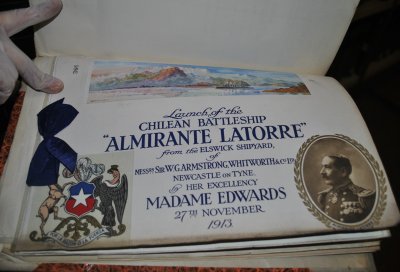 Launch of the
CHILEAN BATTLESHIP
"ALMIRANTE LATORRE"
from the ELSWICK SHIPYARD,
of
MESSRS SIR W.G. ARMSTRONG, WHITWORTH & CO LTD
NEWCASTLE ON TYNE.
by HER EXCELLENCY
MADAME EDWARDS
27TH NOVEMBER.
1913.